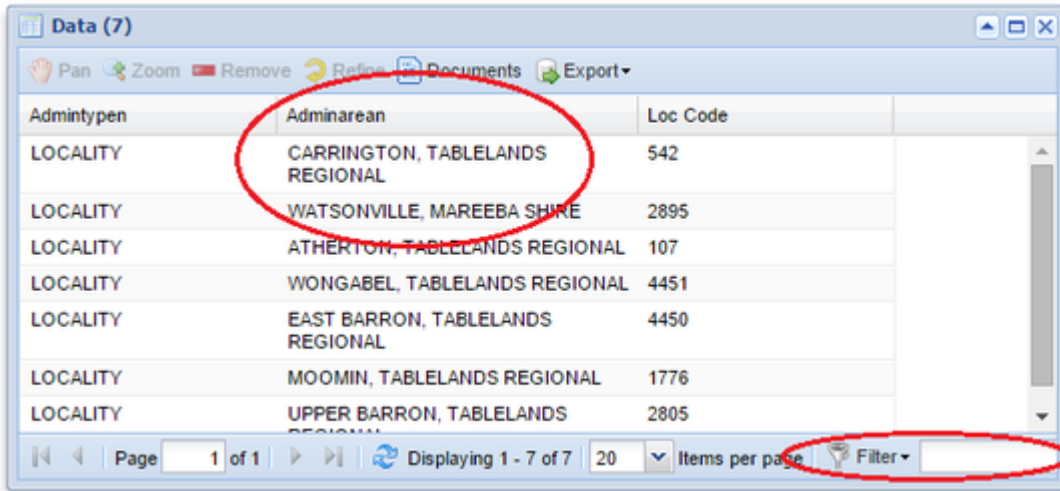 Data (7)
Pan Zoom Remove Refine Documents Export
Admintypen Adminarean Loc Code
LOCALITY CARRINGTON, TABLELANDS 542
REGIONAL
LOCALITY WATSONVILLE, MAREEBA SHIRE 2895
LOCALITY ATHERTON, TABLELANDS REGIONAL 107
LOCALITY WONGABEL, TABLELANDS REGIONAL 4451
LOCALITY EAST BARRON, TABLELANDS 4450
REGIONAL
LOCALITY MOOMIN, TABLELANDS REGIONAL 1776
LOCALITY UPPER BARRON, TABLELANDS 2805
Page 1 of 1 Displaying 1 - 7 of 7 20 Items per page Filter